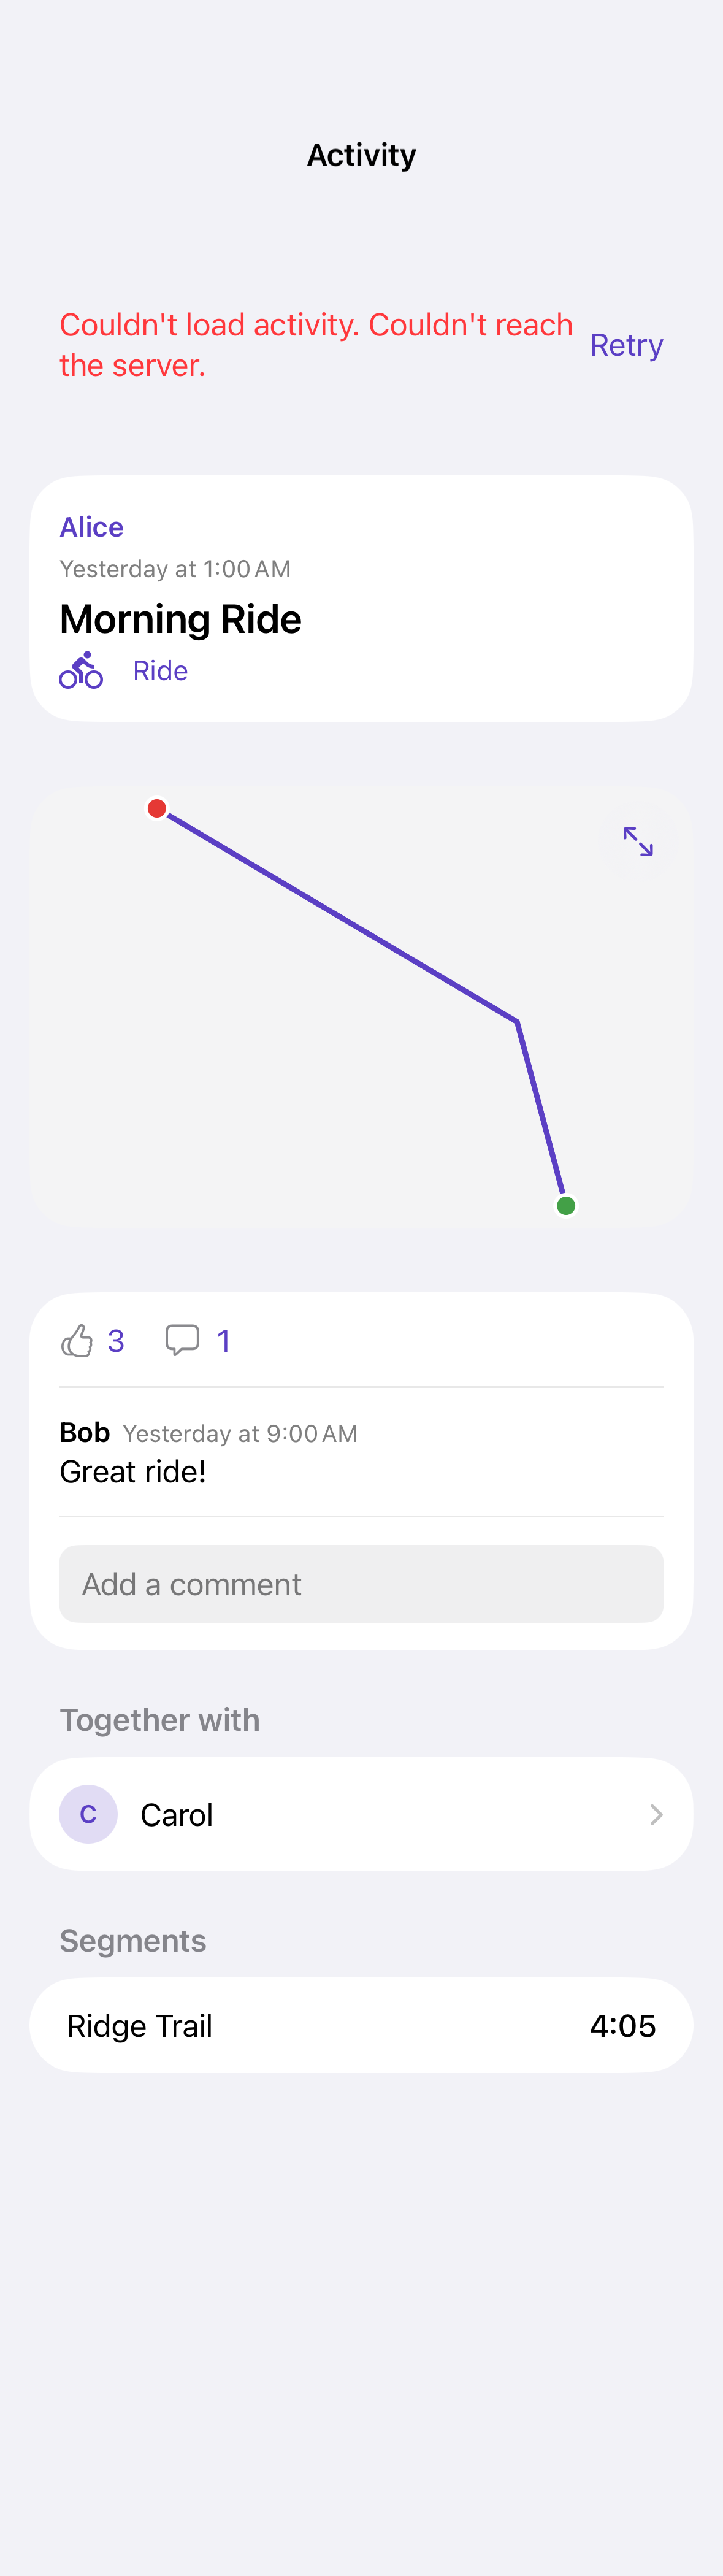 Activity
Couldn't load activity. Couldn't reach
the server.
Retry
Alice
Yesterday at 1:00 AM
Morning Ride
Ride
3
1
Bob Yesterday at 9:00 AM
Great ride!
Add a comment
Together with
C
Carol
Segments
Ridge Trail
4:05